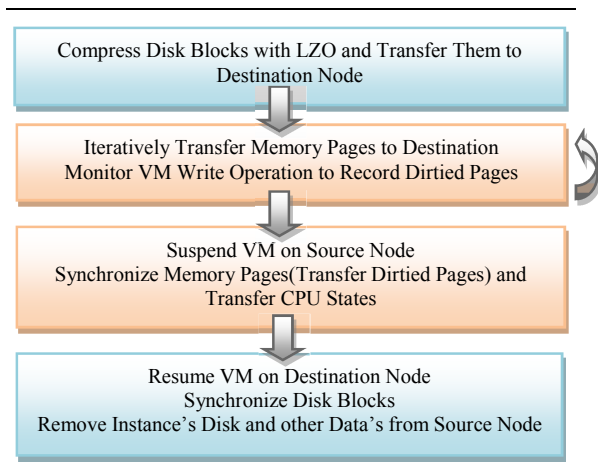 Compress Disk Blocks with LZO and Transfer Them to
Destination Node
Iteratively Transfer Memory Pages to Destination
Monitor VM Write Operation to Record Dirtied Pages
Suspend VM on Source Node
Synchronize Memory Pages(Transfer Dirtied Pages) and
Transfer CPU States
Resume VM on Destination Node
Synchronize Disk Blocks
Remove Instance’s Disk and other Data’s from Source Node